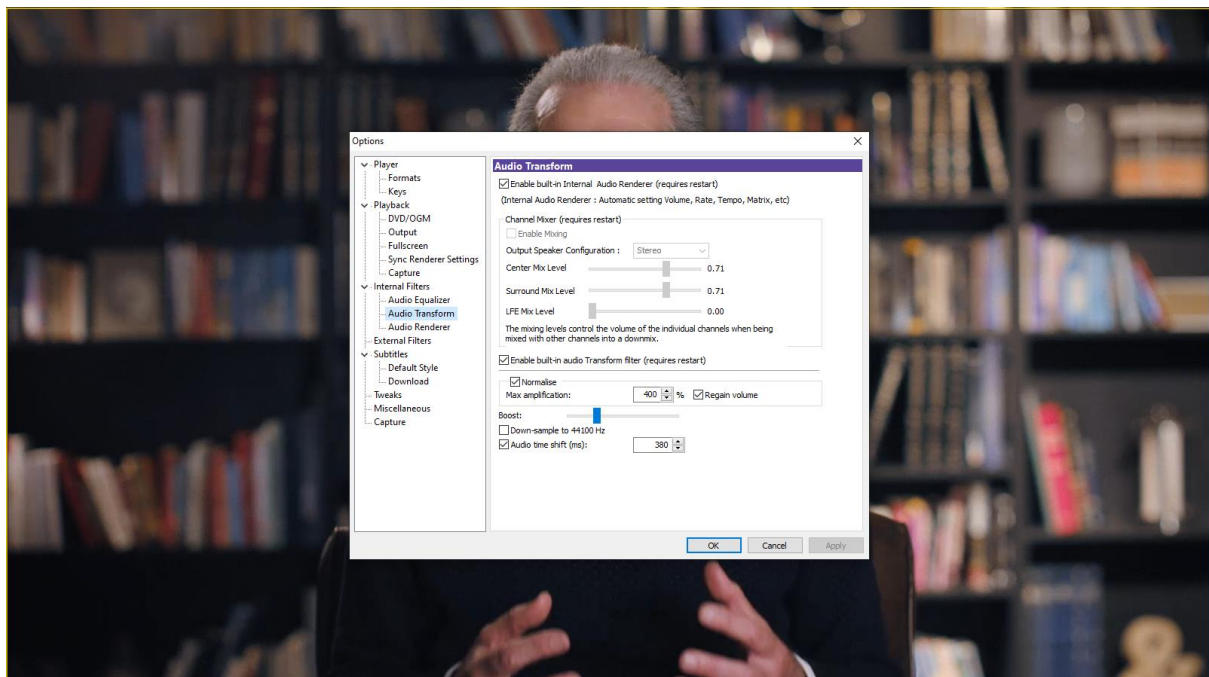 Options
Player
Formats
Keys
Playback
DVD/OGM
Output
Fullscreen
Sync Renderer Settings
Capture
Internal Filters
Audio Equalizer
Audio Transform
Audio Renderer
External Filters
Subtitles
Default Style
Download
Tweaks
Miscellaneous
Capture
Audio Transform
Enable built-in Internal Audio Renderer (requires restart)
(Internal Audio Renderer : Automatic setting Volume, Rate, Tempo, Matrix, etc)
Channel Mixer (requires restart)
Enable Mixing
Output Speaker Configuration : Stereo
Center Mix Level 0.71
Surround Mix Level 0.71
LFE Mix Level 0.00
The mixing levels control the volume of the individual channels when being
mixed with other channels into a downmix.
Enable built-in audio Transform filter (requires restart)
Normalise
Max amplification: 400 % Regain volume
Boost:
Down-sample to 44100 Hz
Audio time shift (ms): 380
OK Cancel Apply